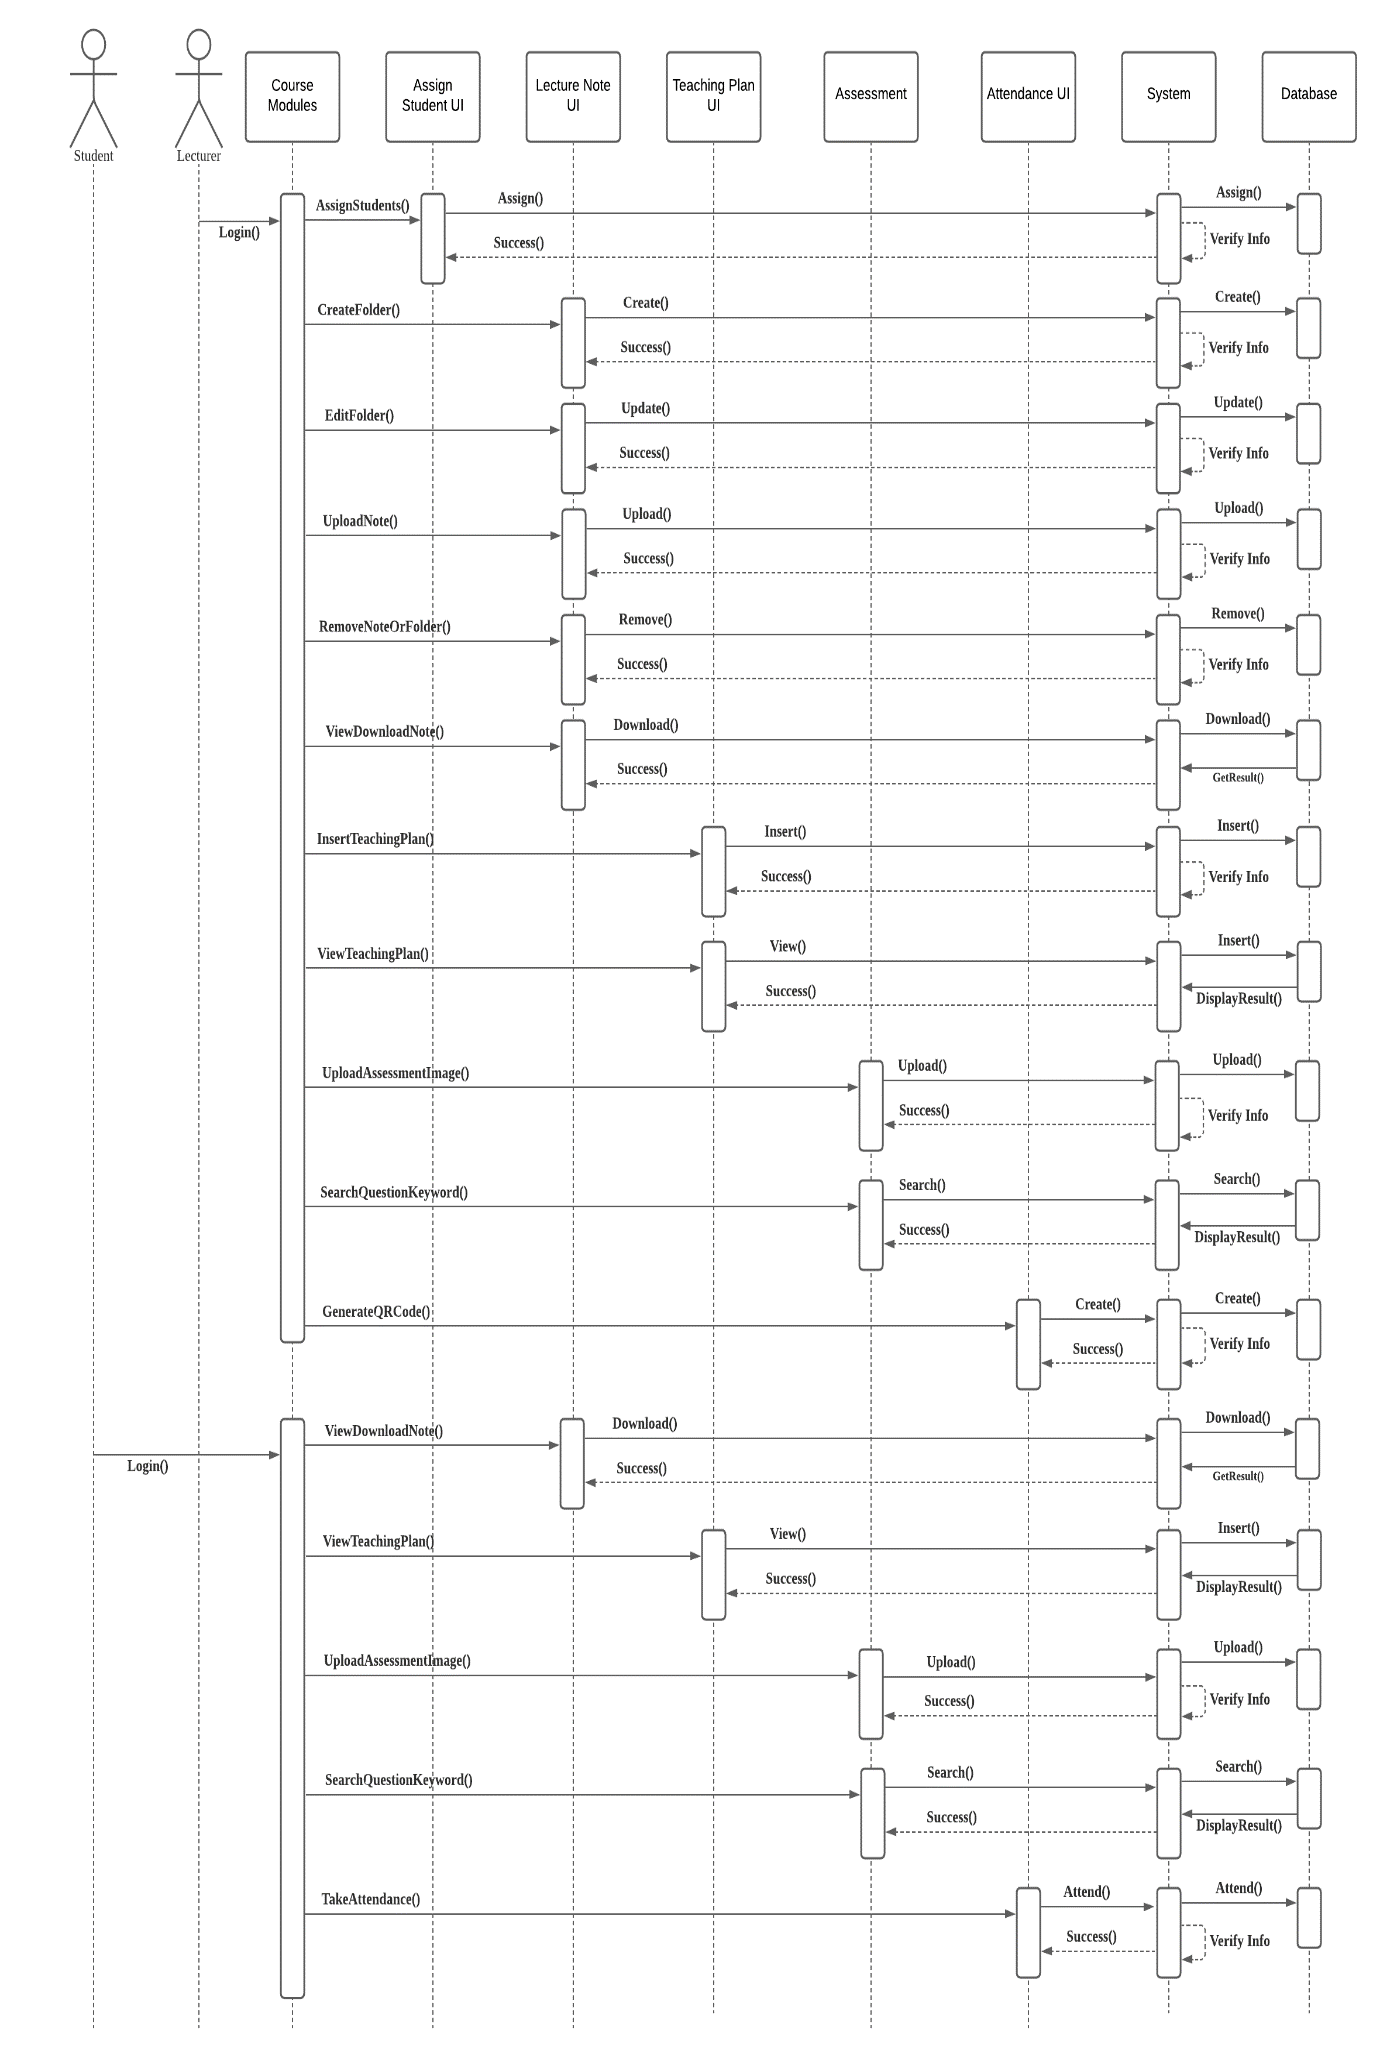 Student
Lecturer
Course
Modules
Assign
Student UI
Lecture Note
UI
Teaching Plan
UI
Assessment
Attendance UI
System
Database
Login()
AssignStudents()
Assign()
Assign()
Success()
Verify Info
CreateFolder()
Create()
Create()
Success()
Verify Info
EditFolder()
Update()
Update()
Success()
Verify Info
UploadNote()
Upload()
Upload()
Success()
Verify Info
RemoveNoteOrFolder()
Remove()
Remove()
Success()
Verify Info
ViewDownloadNote()
Download()
Download()
Success()
GetResult()
InsertTeachingPlan()
Insert()
Insert()
Success()
Verify Info
ViewTeachingPlan()
View()
Insert()
Success()
DisplayResult()
UploadAssessmentImage()
Upload()
Upload()
Success()
Verify Info
SearchQuestionKeyword()
Search()
Search()
Success()
DisplayResult()
GenerateQRCode()
Create()
Create()
Success()
Verify Info
Login()
ViewDownloadNote()
Download()
Download()
Success()
GetResult()
ViewTeachingPlan()
View()
Insert()
Success()
DisplayResult()
UploadAssessmentImage()
Upload()
Upload()
Success()
Verify Info
SearchQuestionKeyword()
Search()
Search()
Success()
DisplayResult()
TakeAttendance()
Attend()
Attend()
Success()
Verify Info